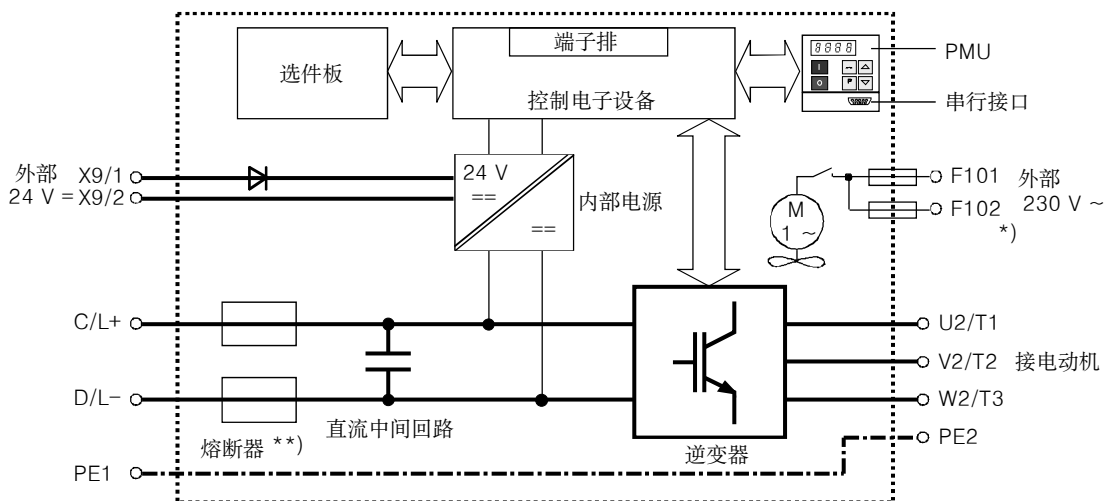 端子排
选件板
控制电子设备
8888
I
O
P
PMU
串行接口
外部 X9/1
24 V = X9/2
24 V
==
==
内部电源
M
1 ~
F101 外部
F102 230 V ~
*)
C/L+
D/L-
熔断器 **)
直流中间回路
逆变器
U2/T1
V2/T2 接电动机
W2/T3
PE1
PE2